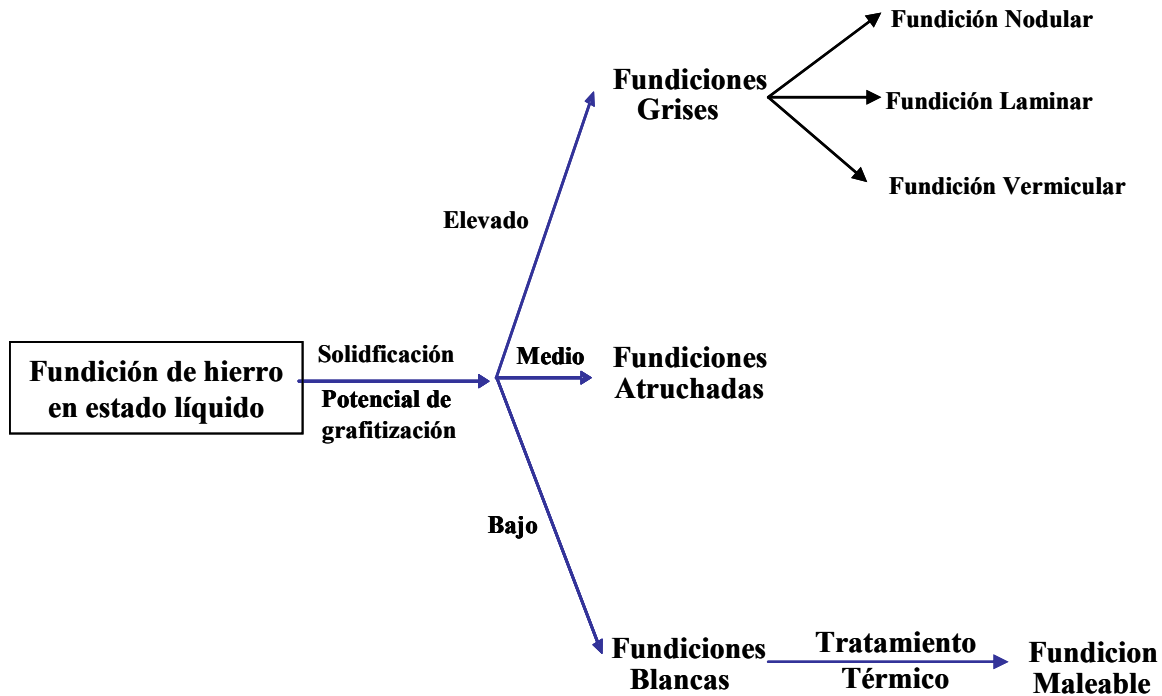 Fundición Nodular
Fundiciones
Grises
Fundición Laminar
Fundición Vermicular
Elevado
Solidficación
Medio
Fundiciones
Atruchadas
Fundición de hierro
en estado líquido
Potencial de
grafitización
Bajo
Fundiciones
Blancas
Tratamiento
Térmico
Fundicion
Maleable